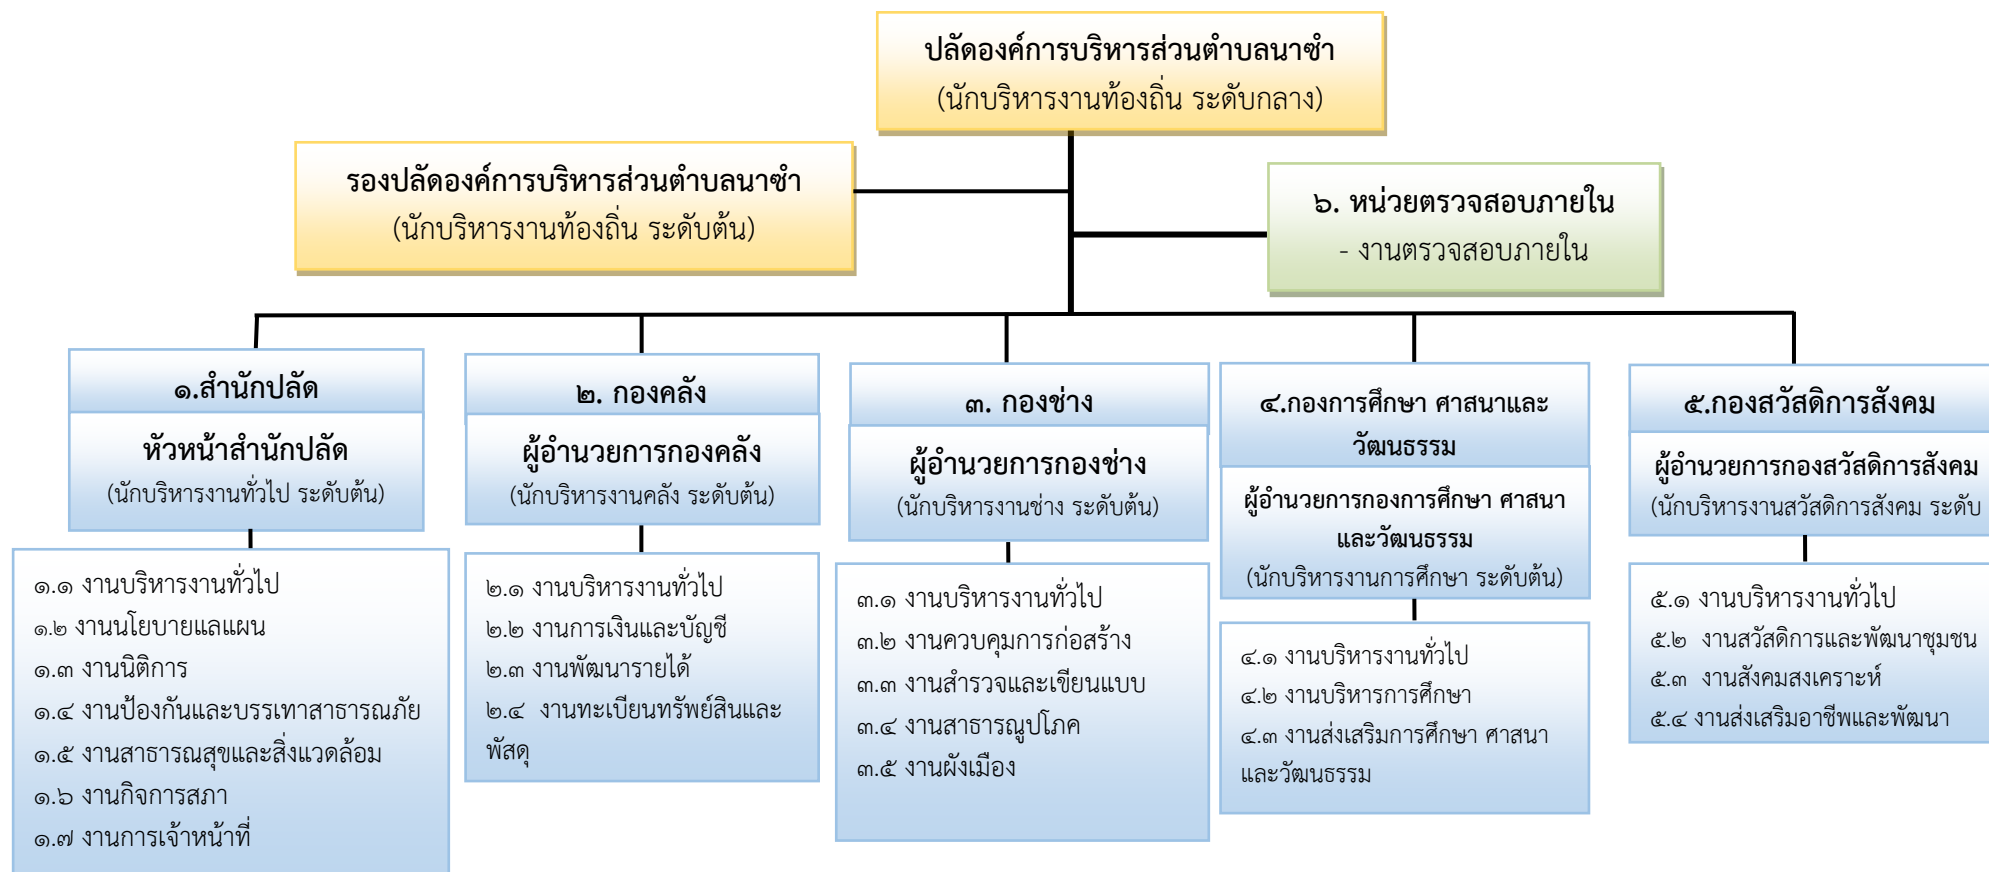 ปลัดองค์การบริหารส่วนตำบลนาซำ
(นักบริหารงานท้องถิ่น ระดับกลาง)
รองปลัดองค์การบริหารส่วนตำบลนาซำ
(นักบริหารงานท้องถิ่น ระดับต้น)
๖. หน่วยตรวจสอบภายใน
- งานตรวจสอบภายใน
๑.สำนักปลัด
หัวหน้าสำนักปลัด
(นักบริหารงานทั่วไป ระดับต้น)
๑.๑ งานบริหารงานทั่วไป
๑.๒ งานนโยบายแลแผน
๑.๓ งานนิติการ
๑.๔ งานป้องกันและบรรเทาสาธารณภัย
๑.๕ งานสาธารณสุขและสิ่งแวดล้อม
๑.๖ งานกิจการสภา
๑.๗ งานการเจ้าหน้าที่
๒. กองคลัง
ผู้อำนวยการกองคลัง
(นักบริหารงานคลัง ระดับต้น)
๒.๑ งานบริหารงานทั่วไป
๒.๒ งานการเงินและบัญชี
๒.๓ งานพัฒนารายได้
๒.๔  งานทะเบียนทรัพย์สินและ
พัสดุ
๓. กองช่าง
ผู้อำนวยการกองช่าง
(นักบริหารงานช่าง ระดับต้น)
๓.๑ งานบริหารงานทั่วไป
๓.๒ งานควบคุมการก่อสร้าง
๓.๓ งานสำรวจและเขียนแบบ
๓.๔ งานสาธารณูปโภค
๓.๕ งานผังเมือง
๔.กองการศึกษา ศาสนาและ
วัฒนธรรม
ผู้อำนวยการกองการศึกษา ศาสนา
และวัฒนธรรม
(นักบริหารงานการศึกษา ระดับต้น)
๔.๑ งานบริหารงานทั่วไป
๔.๒ งานบริหารการศึกษา
๔.๓ งานส่งเสริมการศึกษา ศาสนา
และวัฒนธรรม
๕.กองสวัสดิการสังคม
ผู้อำนวยการกองสวัสดิการสังคม
(นักบริหารงานสวัสดิการสังคม ระดับ
๕.๑ งานบริหารงานทั่วไป
๕.๒  งานสวัสดิการและพัฒนาชุมชน
๕.๓  งานสังคมสงเคราะห์
๕.๔ งานส่งเสริมอาชีพและพัฒนา